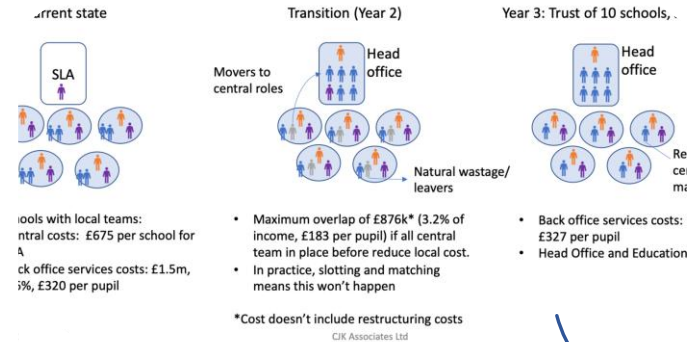 urrent state
SLA
ools with local teams:
ntral costs: £675 per school for
A
ck office services costs: £1.5m,
%, £320 per pupil
Transition (Year 2)
Movers to
central roles
Head
office
Natural wastage/
leavers
• Maximum overlap of £876k* (3.2% of
income, £183 per pupil) if all central
team in place before reduce local cost.
• In practice, slotting and matching
means this won't happen
*Cost doesn't include restructuring costs
CJK Associates Ltd
Year 3: Trust of 10 schools,
Head
office
Re
cen
ma
• Back office services costs:
£327 per pupil
• Head Office and Education